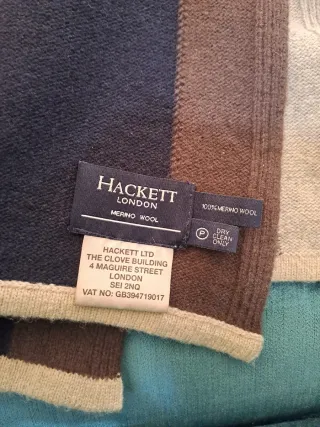 HACKETT
LONDON
MERINO WOOL
100% MERINO WOOL
P
DRY
CLEAN
ONLY
HACKETT LTD
THE CLOVE BUILDING
4 MAGUIRE STREET
LONDON
SE1 2NQ
VAT NO: GB394719017